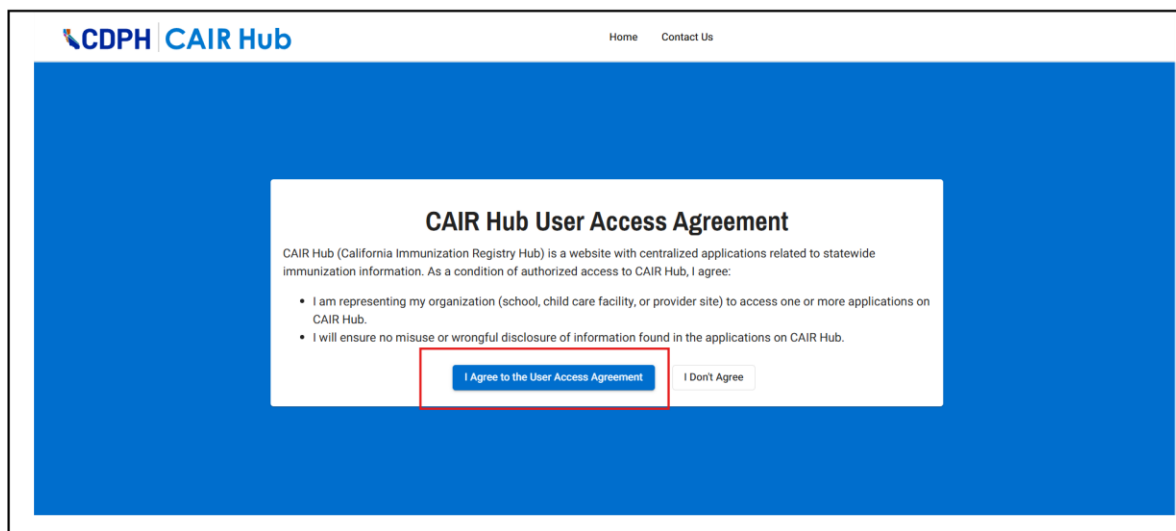 CDPH CAIR Hub
Home Contact Us
CAIR Hub User Access Agreement
CAIR Hub (California Immunization Registry Hub) is a website with centralized applications related to statewide
immunization information. As a condition of authorized access to CAIR Hub, I agree:
• I am representing my organization (school, child care facility, or provider site) to access one or more applications on
CAIR Hub.
• I will ensure no misuse or wrongful disclosure of information found in the applications on CAIR Hub.
I Agree to the User Access Agreement I Don't Agree